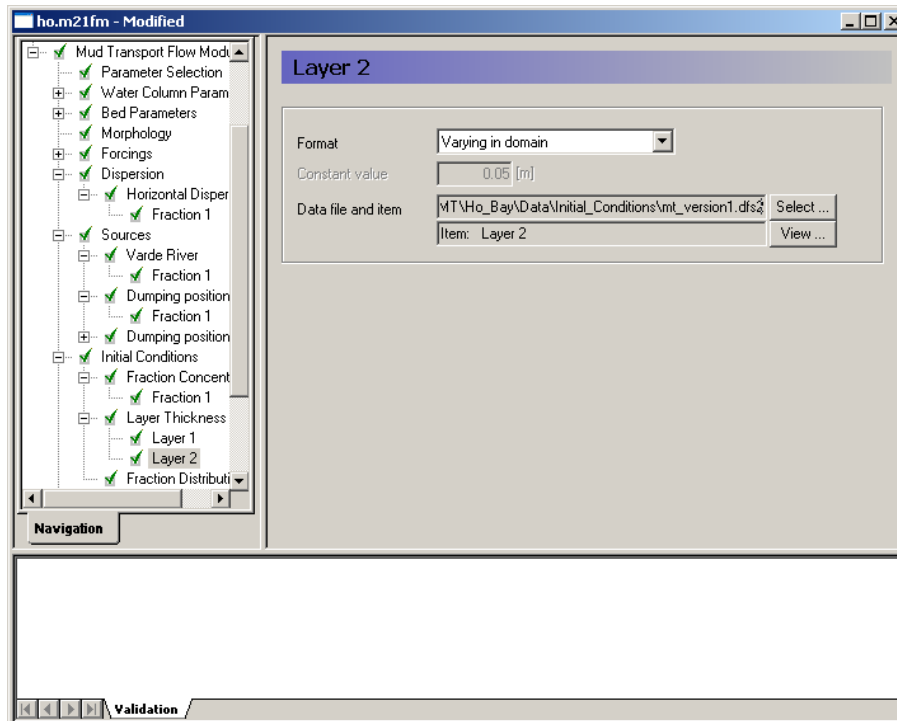 ho.m21fm - Modified
Mud Transport Flow Modu
Parameter Selection
Water Column Param
Bed Parameters
Morphology
Forcings
Dispersion
Horizontal Disper
Fraction 1
Sources
Varde River
Fraction 1
Dumping position
Fraction 1
Dumping position
Initial Conditions
Fraction Concent
Fraction 1
Layer Thickness
Layer 1
Layer 2
Fraction Distributi
Navigation
Layer 2
Format Varying in domain
Constant value 0.05 [m]
Data file and item MT\Ho_Bay\Data\Initial_Conditions\mt_version1.dfs2 Select ...
Item: Layer 2 View ...
Validation